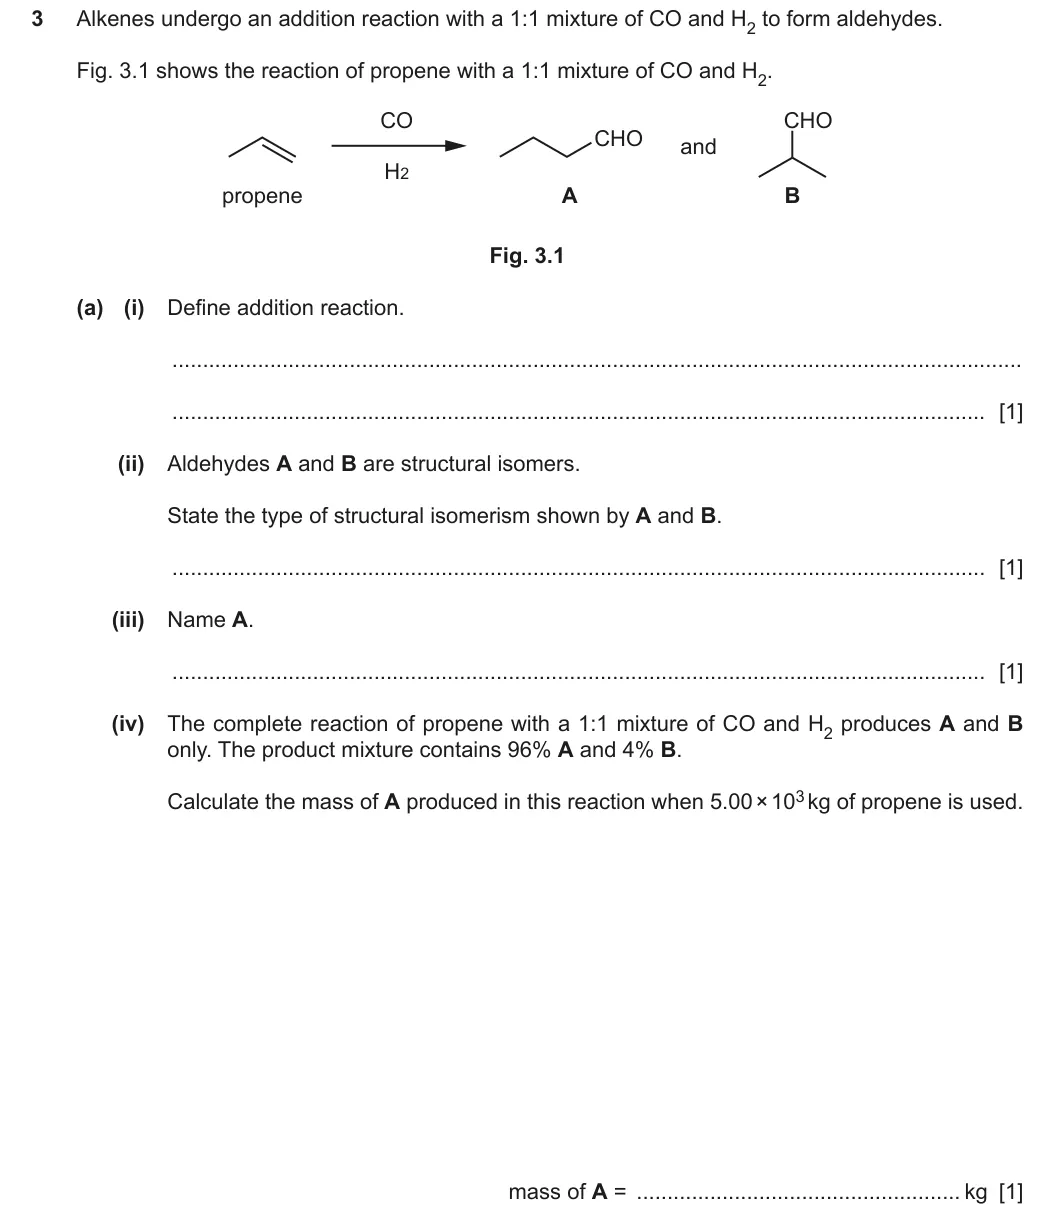 3 Alkenes undergo an addition reaction with a 1:1 mixture of CO and H2 to form aldehydes.
Fig. 3.1 shows the reaction of propene with a 1:1 mixture of CO and H2.
CO
H2
propene
CHO
A
and
CHO
B
Fig. 3.1
(a) (i) Define addition reaction.
..........................................................................................................................................
.................................................................................................................................... [1]
(ii) Aldehydes A and B are structural isomers.
State the type of structural isomerism shown by A and B.
.................................................................................................................................... [1]
(iii) Name A.
.................................................................................................................................... [1]
(iv) The complete reaction of propene with a 1:1 mixture of CO and H2 produces A and B
only. The product mixture contains 96% A and 4% B.
Calculate the mass of A produced in this reaction when 5.00 × 10³ kg of propene is used.
mass of A = ..................................................... kg [1]